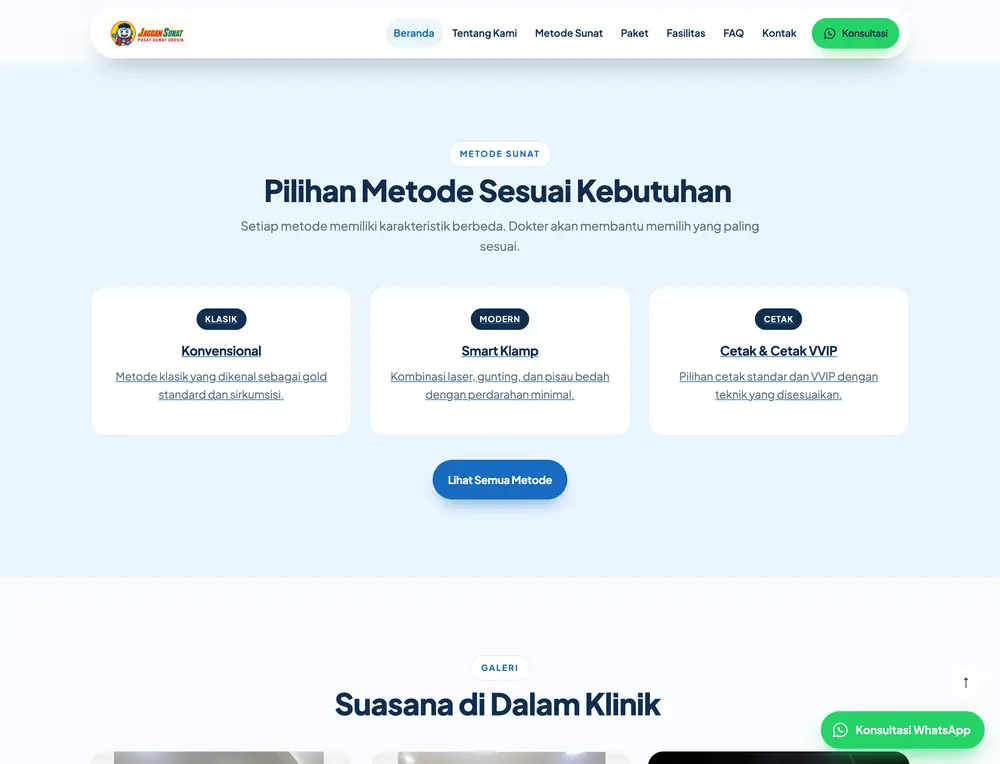 JAGOAN SUNAT
PUSAT SUNAT GRESIK
Beranda
Tentang Kami
Metode Sunat
Paket
Fasilitas
FAQ
Kontak
Konsultasi
METODE SUNAT
Pilihan Metode Sesuai Kebutuhan
Setiap metode memiliki karakteristik berbeda. Dokter akan membantu memilih yang paling
sesuai.
KLASIK
Konvensional
Metode klasik yang dikenal sebagai gold
standard dan sirkumsisi.
MODERN
Smart Klamp
Kombinasi laser, gunting, dan pisau bedah
dengan perdarahan minimal.
CETAK
Cetak & Cetak VVIP
Pilihan cetak standar dan VVIP dengan
teknik yang disesuaikan.
Lihat Semua Metode
GALERI
Suasana di Dalam Klinik
↑
Konsultasi WhatsApp